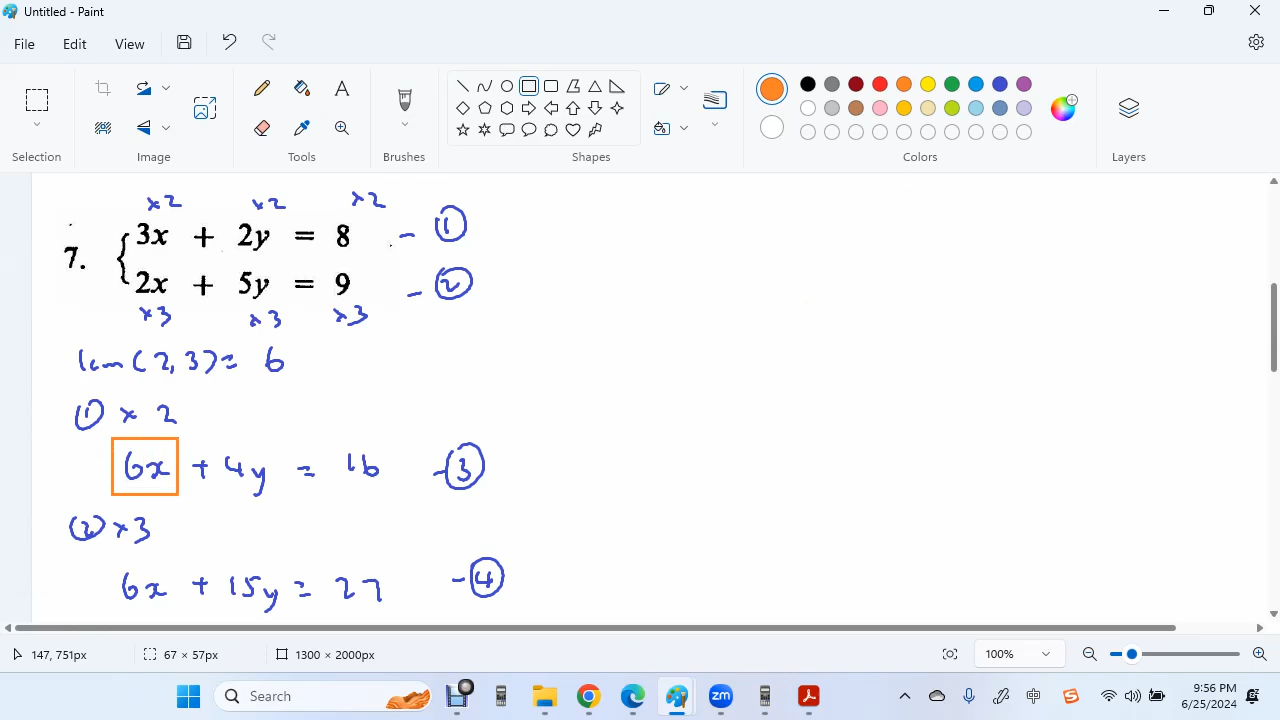 Untitled - Paint
File Edit View
Selection Image Tools Brushes Shapes Colors Layers
×2 ×2 ×2
3x + 2y = 8 - ①
7. {
2x + 5y = 9 - ②
×3 ×3 ×3
lcm(2,3) = 6
① × 2
6x + 4y = 16 - ③
② × 3
6x + 15y = 27 - ④
147, 751px 67 × 57px 1300 × 2000px 100%
Search zm 中 S 9:56 PM
6/25/2024